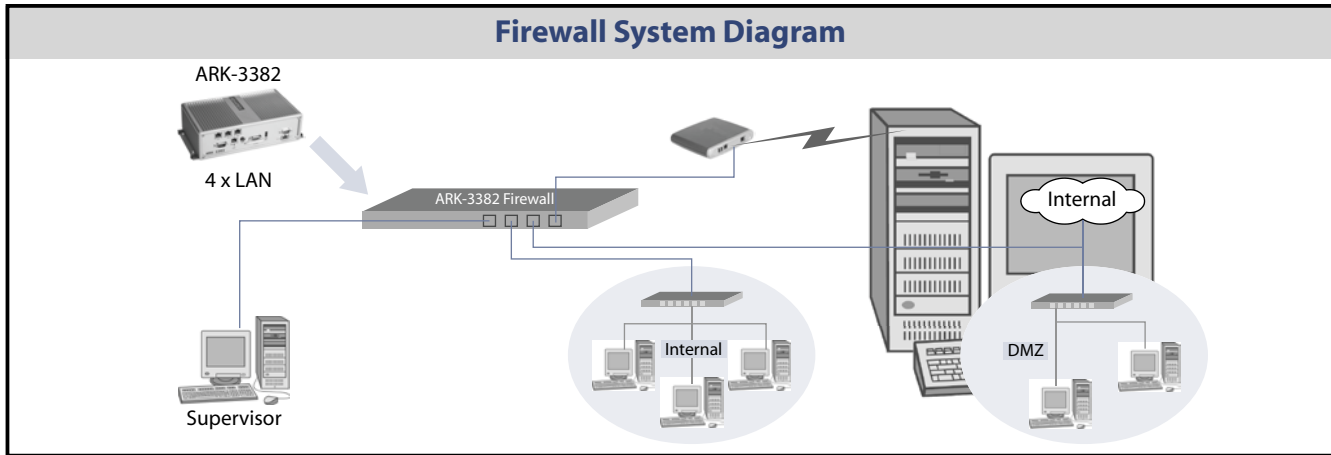 Firewall System Diagram
ARK-3382
4 x LAN
ARK-3382 Firewall
Internal
Supervisor
Internal
DMZ